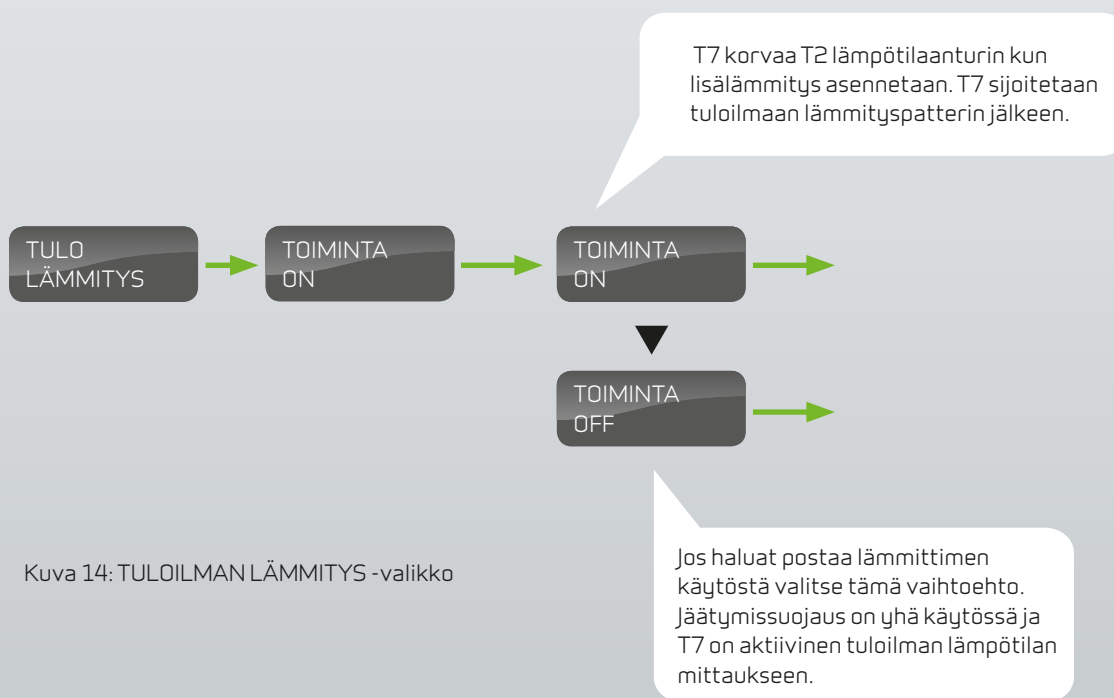 T7 korvaa T2 lämpötilaanturin kun
lisälämmitys asennetaan. T7 sijoitetaan
tuloilmaan lämmityspatterin jälkeen.
TULO
LÄMMITYS
TOIMINTA
ON
TOIMINTA
ON
TOIMINTA
OFF
Kuva 14: TULOILMAN LÄMMITYS -valikko
Jos haluat postaa lämmittimen
käytöstä valitse tämä vaihtoehto.
Jäätymissuojaus on yhä käytössä ja
T7 on aktiivinen tuloilman lämpötilan
mittaukseen.